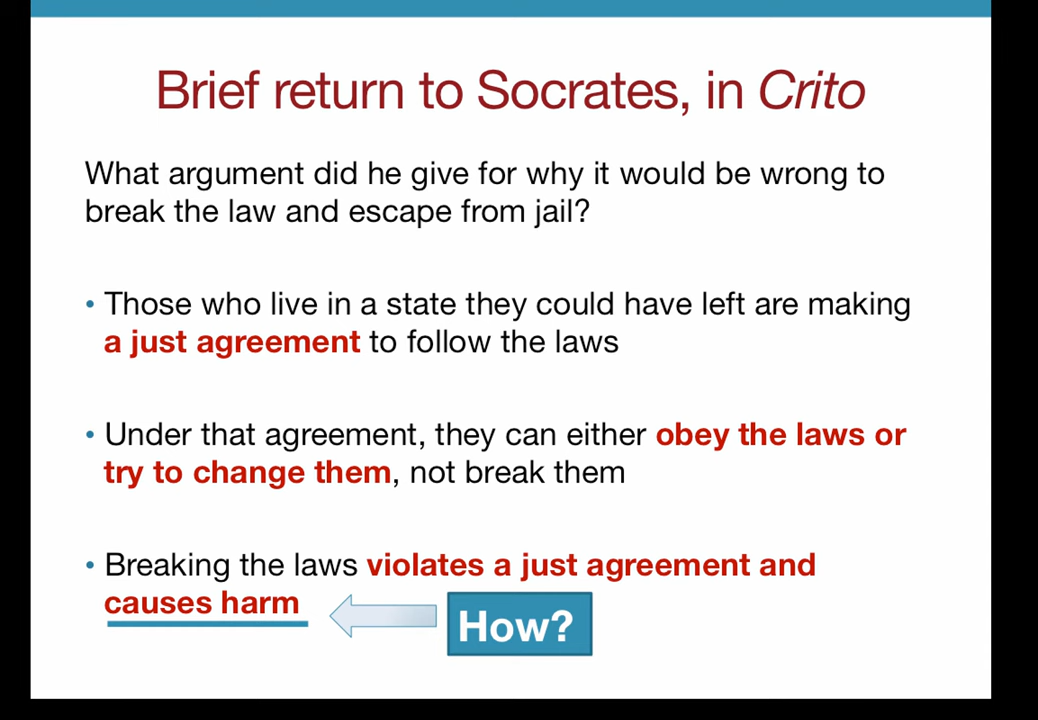 Brief return to Socrates, in Crito
What argument did he give for why it would be wrong to
break the law and escape from jail?
• Those who live in a state they could have left are making
a just agreement to follow the laws
• Under that agreement, they can either obey the laws or
try to change them, not break them
• Breaking the laws violates a just agreement and
causes harm
How?